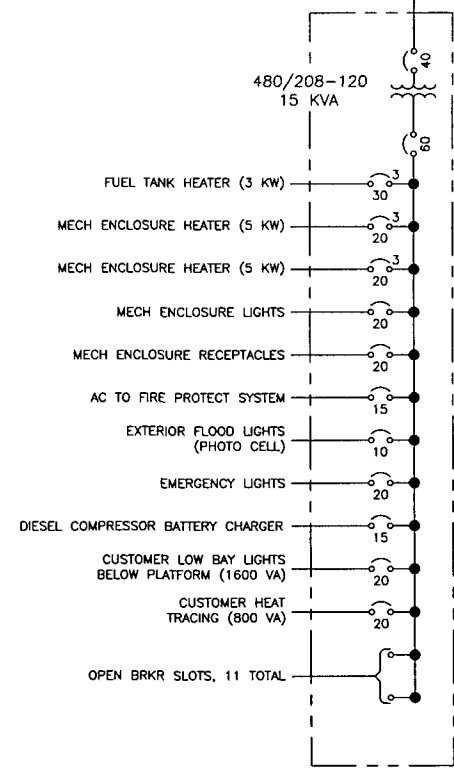 40
480/208-120
15 KVA
60
FUEL TANK HEATER (3 KW)
3
30
MECH ENCLOSURE HEATER (5 KW)
3
20
MECH ENCLOSURE HEATER (5 KW)
3
20
MECH ENCLOSURE LIGHTS
20
MECH ENCLOSURE RECEPTACLES
20
AC TO FIRE PROTECT SYSTEM
15
EXTERIOR FLOOD LIGHTS
(PHOTO CELL)
10
EMERGENCY LIGHTS
20
DIESEL COMPRESSOR BATTERY CHARGER
15
CUSTOMER LOW BAY LIGHTS
BELOW PLATFORM (1600 VA)
20
CUSTOMER HEAT
TRACING (800 VA)
20
OPEN BRKR SLOTS, 11 TOTAL